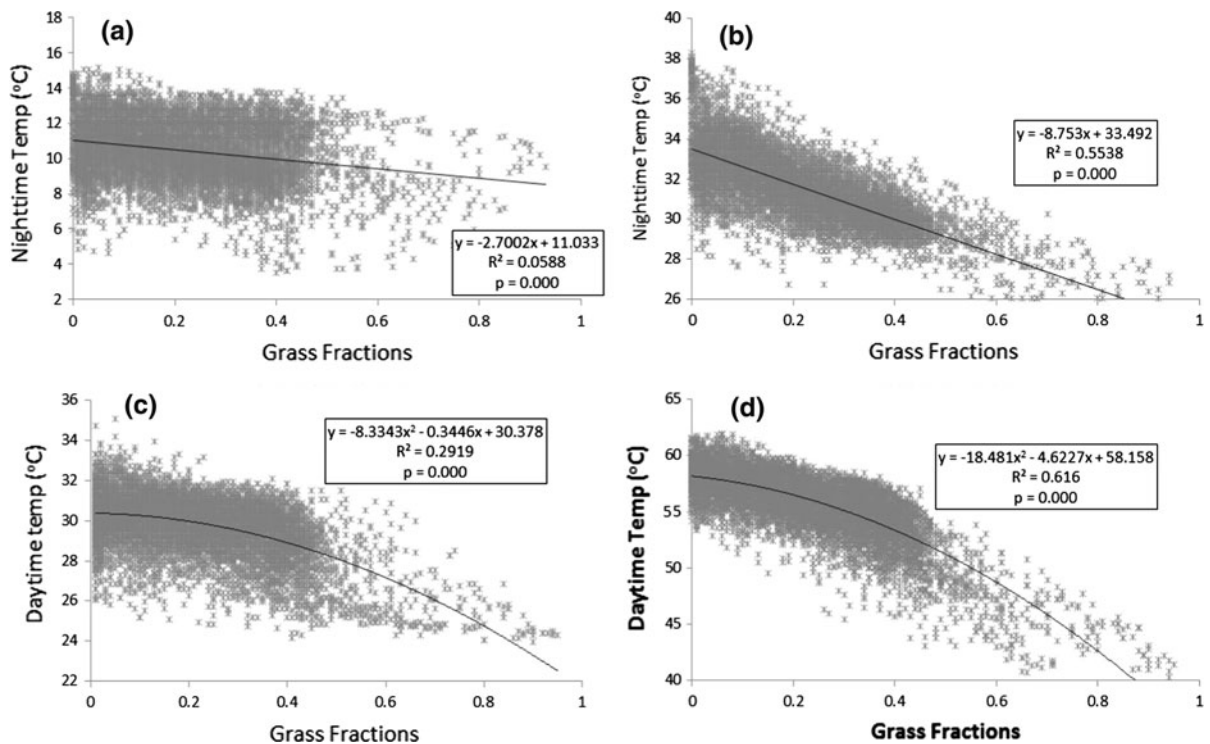 (a)
Nighttime Temp (°C)
18
16
14
12
10
8
6
4
2
y = -2.7002x + 11.033
R² = 0.0588
p = 0.000
0 0.2 0.4 0.6 0.8 1
Grass Fractions
(b)
Nighttime Temp (°C)
40
38
36
34
32
30
28
26
y = -8.753x + 33.492
R² = 0.5538
p = 0.000
0 0.2 0.4 0.6 0.8 1
Grass Fractions
(c)
Daytime temp (°C)
36
34
32
30
28
26
24
22
y = -8.3343x² - 0.3446x + 30.378
R² = 0.2919
p = 0.000
0 0.2 0.4 0.6 0.8 1
Grass Fractions
(d)
Daytime Temp (°C)
65
60
55
50
45
40
y = -18.481x² - 4.6227x + 58.158
R² = 0.616
p = 0.000
0 0.2 0.4 0.6 0.8 1
Grass Fractions